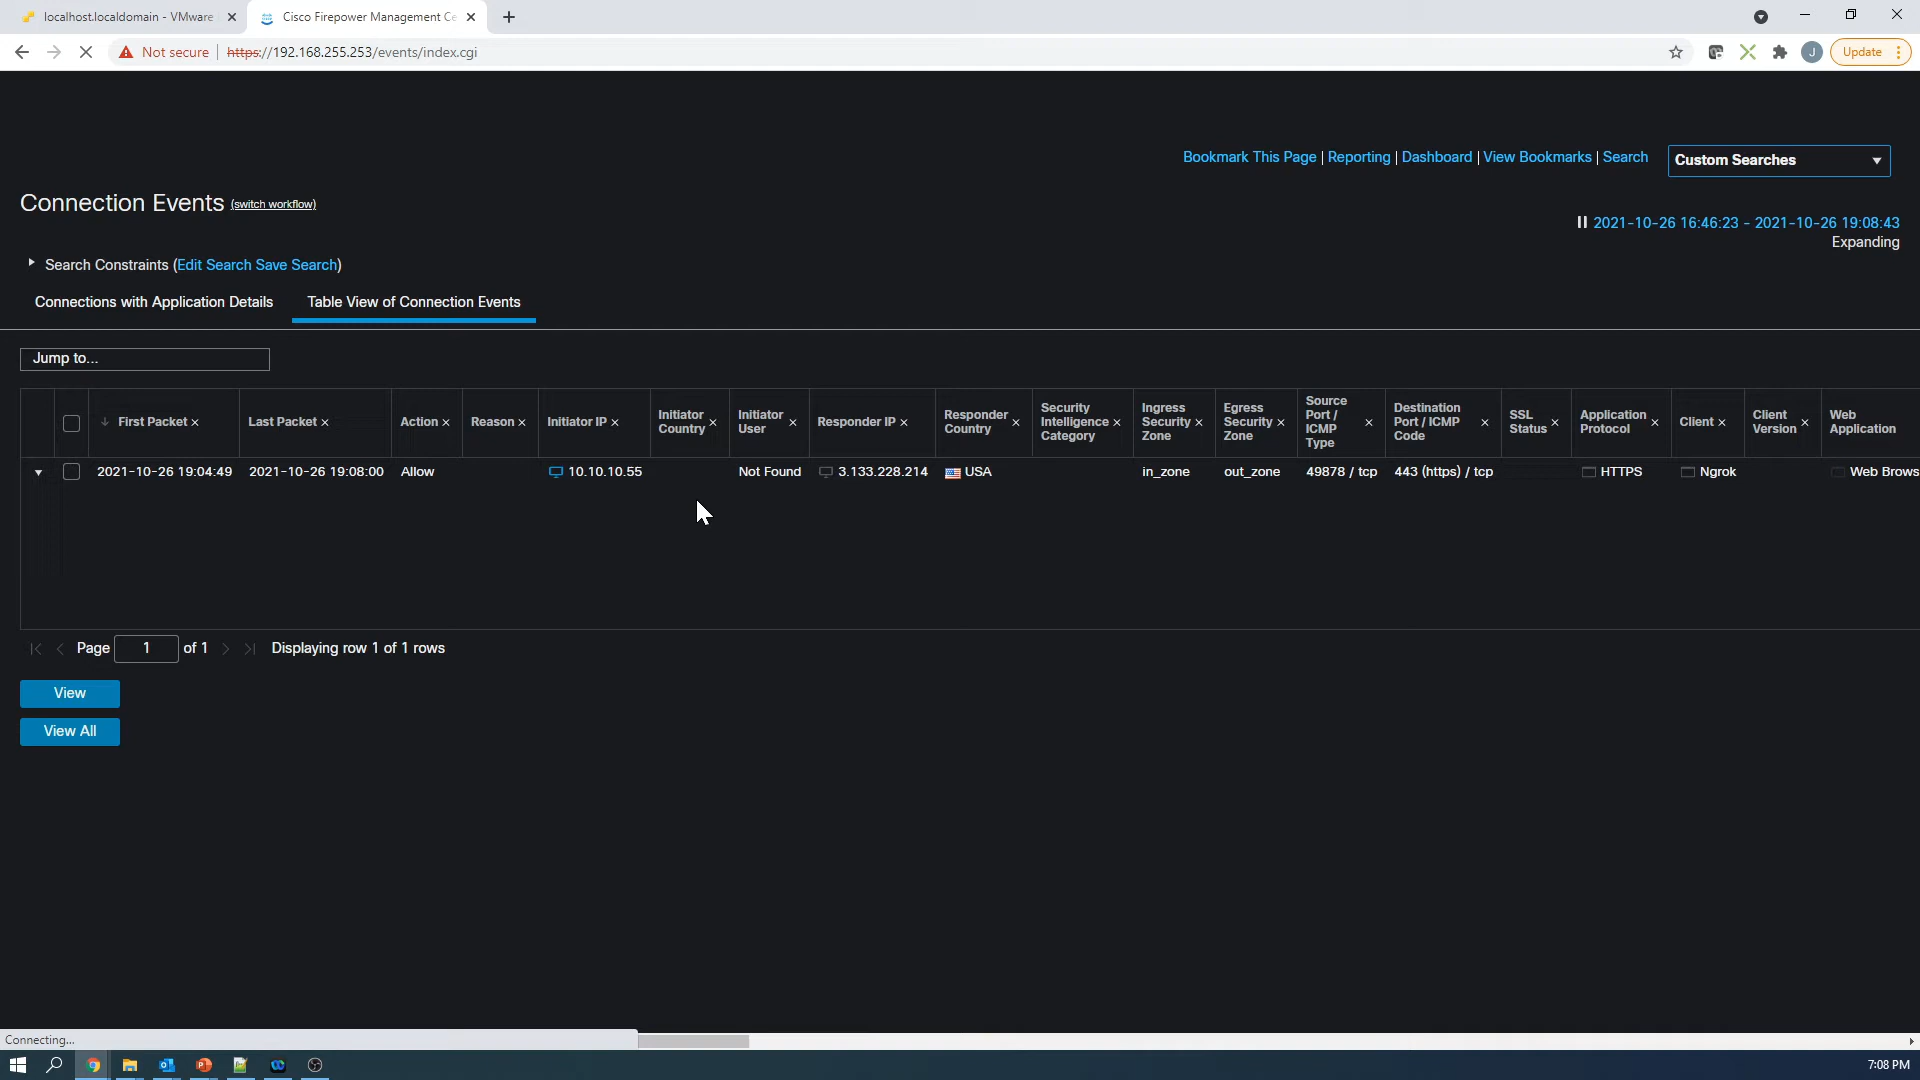 localhost.localdomain - VMware
Cisco Firepower Management Ce
Not secure
https://192.168.255.253/events/index.cgi
J
Update
Bookmark This Page | Reporting | Dashboard | View Bookmarks | Search
Custom Searches
Connection Events (switch workflow)
2021-10-26 16:46:23 - 2021-10-26 19:08:43
Expanding
Search Constraints (Edit Search Save Search)
Connections with Application Details
Table View of Connection Events
Jump to...
First Packet
Last Packet
Action
Reason
Initiator IP
Initiator
Country
Initiator
User
Responder IP
Responder
Country
Security
Intelligence
Category
Ingress
Security
Zone
Egress
Security
Zone
Source
Port /
ICMP
Type
Destination
Port / ICMP
Code
SSL
Status
Application
Protocol
Client
Client
Version
Web
Application
2021-10-26 19:04:49 2021-10-26 19:08:00 Allow 10.10.10.55 Not Found 3.133.228.214 USA in_zone out_zone 49878 / tcp 443 (https) / tcp HTTPS Ngrok Web Brows
Page 1 of 1 Displaying row 1 of 1 rows
View
View All
Connecting...
7:08 PM